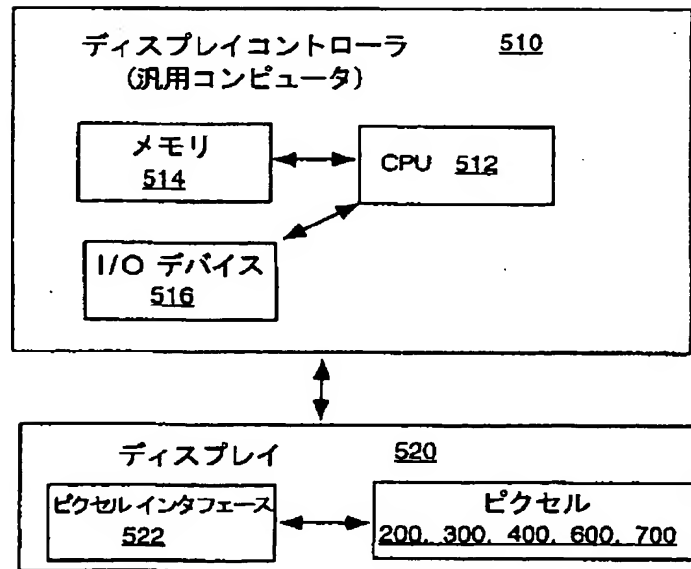 ディスプレイコントローラ 510
(汎用コンピュータ)
メモリ
514
CPU 512
I/O デバイス
516
ディスプレイ 520
ピクセル インタフェース
522
ピクセル
200, 300, 400, 600, 700